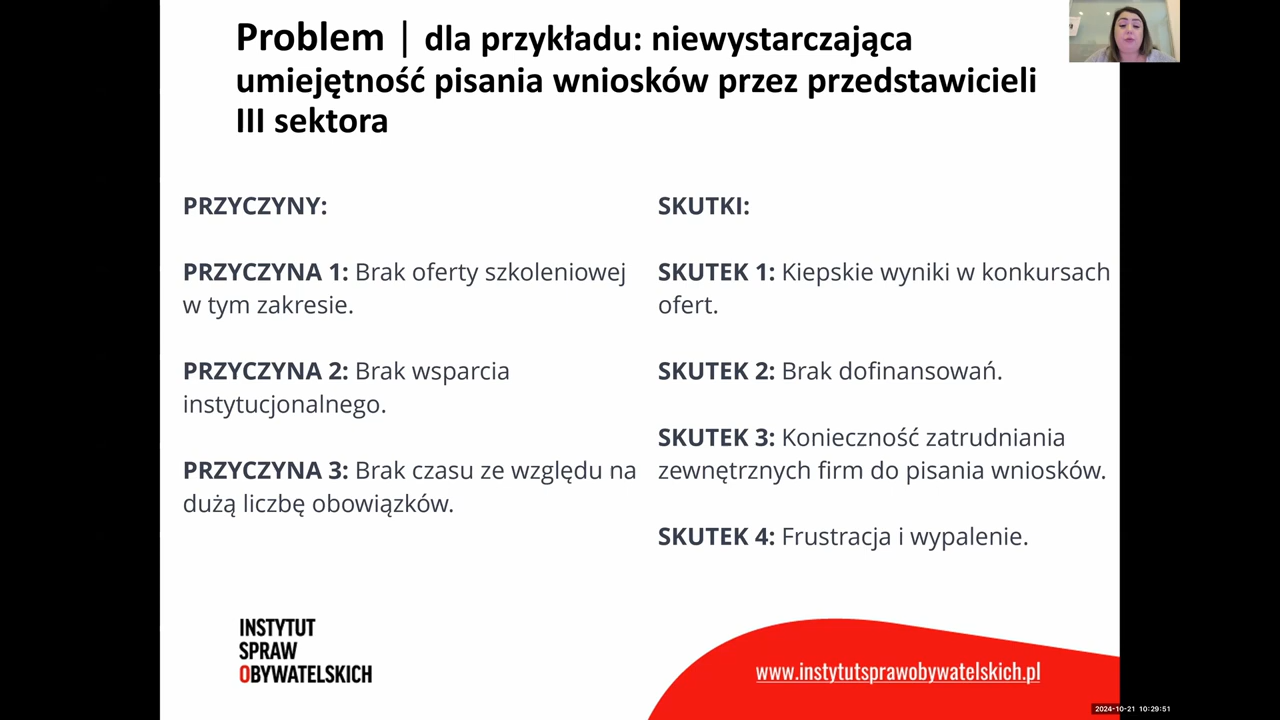 Problem | dla przykładu: niewystarczająca
umiejętność pisania wniosków przez przedstawicieli
III sektora
PRZYCZYNY:
PRZYCZYNA 1: Brak oferty szkoleniowej
w tym zakresie.
PRZYCZYNA 2: Brak wsparcia
instytucjonalnego.
PRZYCZYNA 3: Brak czasu ze względu na
dużą liczbę obowiązków.
SKUTKI:
SKUTEK 1: Kiepskie wyniki w konkursach
ofert.
SKUTEK 2: Brak dofinansowań.
SKUTEK 3: Konieczność zatrudniania
zewnętrznych firm do pisania wniosków.
SKUTEK 4: Frustracja i wypalenie.
INSTYTUT
SPRAW
OBYWATELSKICH
www.instytutsprawobywatelskich.pl
2024-10-21 10:29:51